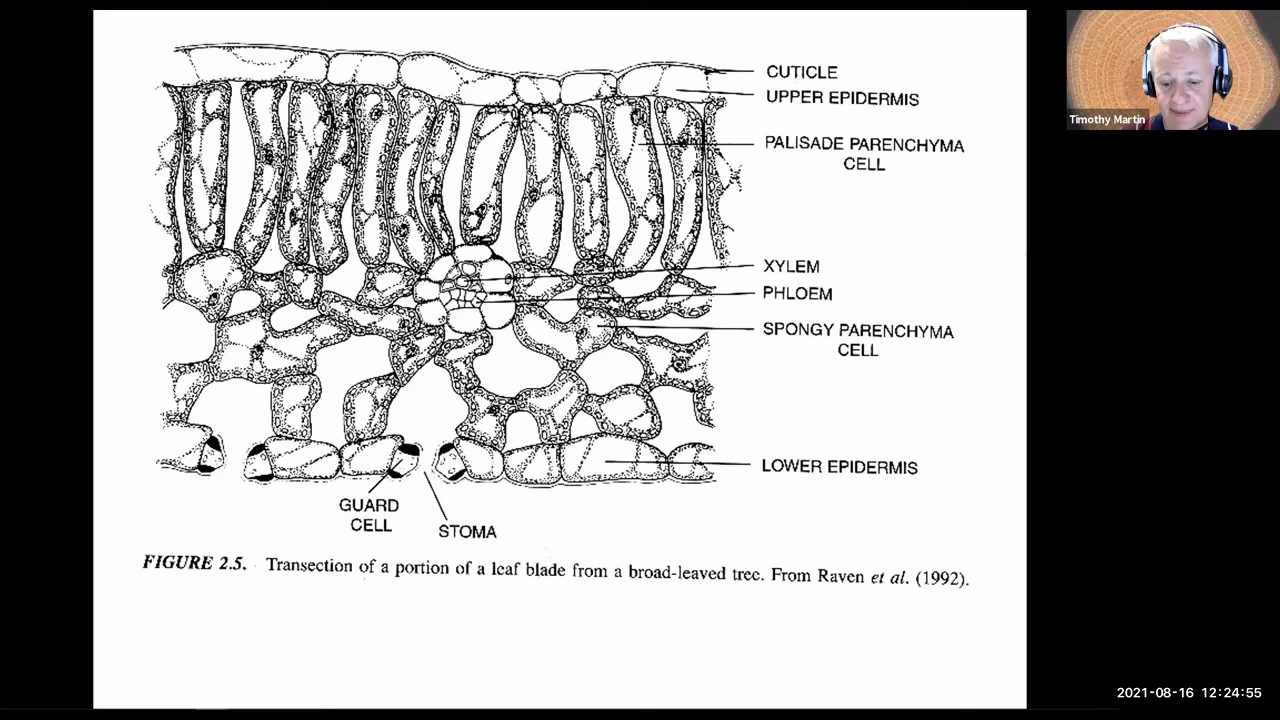 CUTICLE
UPPER EPIDERMIS
PALISADE PARENCHYMA
CELL
XYLEM
PHLOEM
SPONGY PARENCHYMA
CELL
LOWER EPIDERMIS
GUARD
CELL
STOMA
FIGURE 2.5. Transection of a portion of a leaf blade from a broad-leaved tree. From Raven et al. (1992).
Timothy Martin
2021-08-16 12:24:55